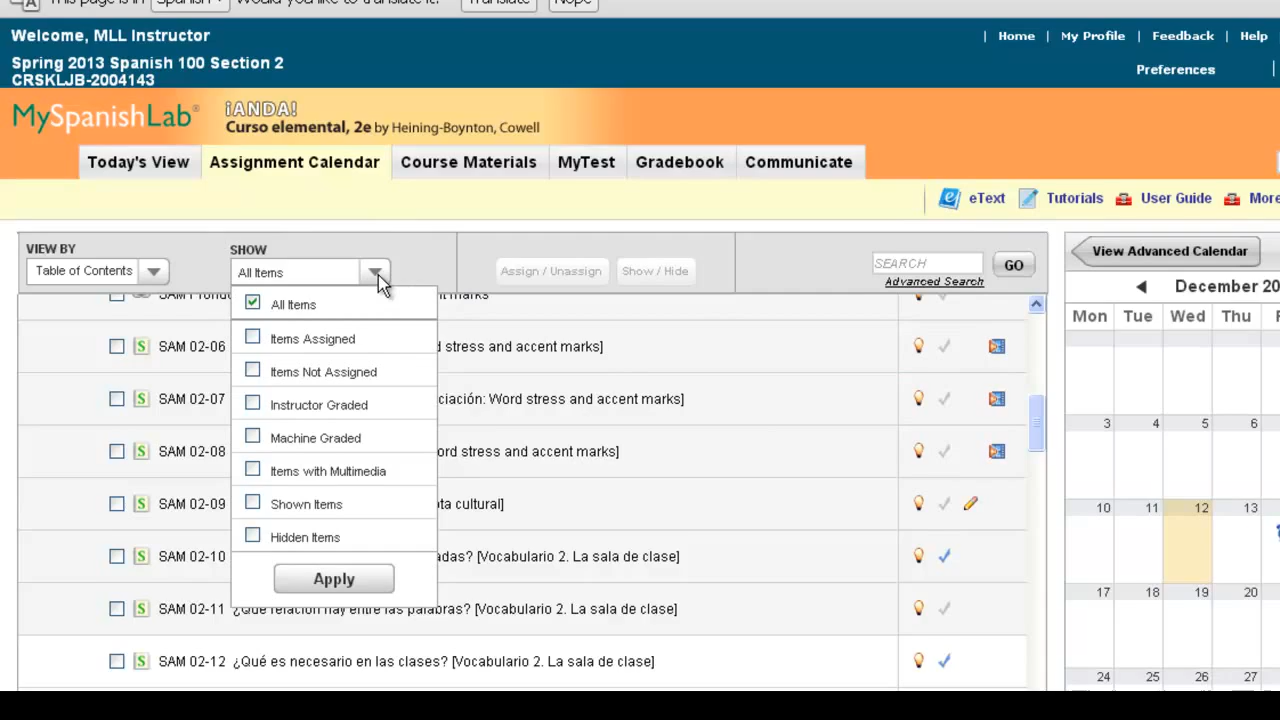 This page is in Spanish Would you like to translate it? Translate Nope
Welcome, MLL Instructor
Home
My Profile
Feedback
Help
Spring 2013 Spanish 100 Section 2
CRSKLJB-2004143
Preferences
MySpanishLab®
¡ANDA!
Curso elemental, 2e by Heining-Boynton, Cowell
Today's View
Assignment Calendar
Course Materials
MyTest
Gradebook
Communicate
eText
Tutorials
User Guide
More
VIEW BY
Table of Contents
SHOW
All Items
Assign / Unassign
Show / Hide
SEARCH
GO
Advanced Search
All Items
Items Assigned
Items Not Assigned
Instructor Graded
Machine Graded
Items with Multimedia
Shown Items
Hidden Items
Apply
marks
SAM 02-06 d stress and accent marks]
SAM 02-07 ciación: Word stress and accent marks]
SAM 02-08 ord stress and accent marks]
SAM 02-09 ota cultural]
SAM 02-10 adas? [Vocabulario 2. La sala de clase]
SAM 02-11 ¿Qué relación hay entre las palabras? [Vocabulario 2. La sala de clase]
SAM 02-12 ¿Qué es necesario en las clases? [Vocabulario 2. La sala de clase]
View Advanced Calendar
December 20
Mon Tue Wed Thu F
3 4 5 6
10 11 12 13
17 18 19 20
24 25 26 27